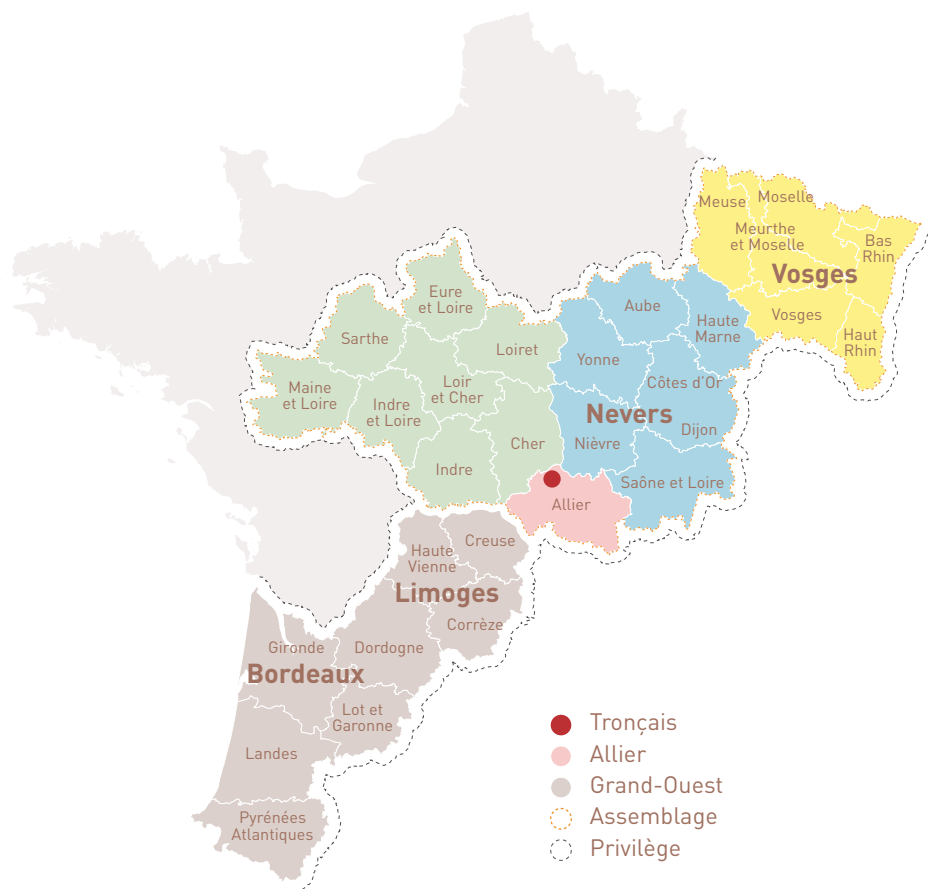 Meuse
Moselle
Meurthe
et Moselle
Bas
Rhin
Vosges
Vosges
Haut
Rhin
Eure
et Loire
Sarthe
Loiret
Maine
et Loire
Indre
et Loire
Loir
et Cher
Cher
Indre
Aube
Haute
Marne
Yonne
Côtes d'Or
Nevers
Dijon
Nièvre
Saône et Loire
Allier
Creuse
Haute
Vienne
Limoges
Corrèze
Gironde
Dordogne
Bordeaux
Lot et
Garonne
Landes
Pyrénées
Atlantiques
Tronçais
Allier
Grand-Ouest
Assemblage
Privilège